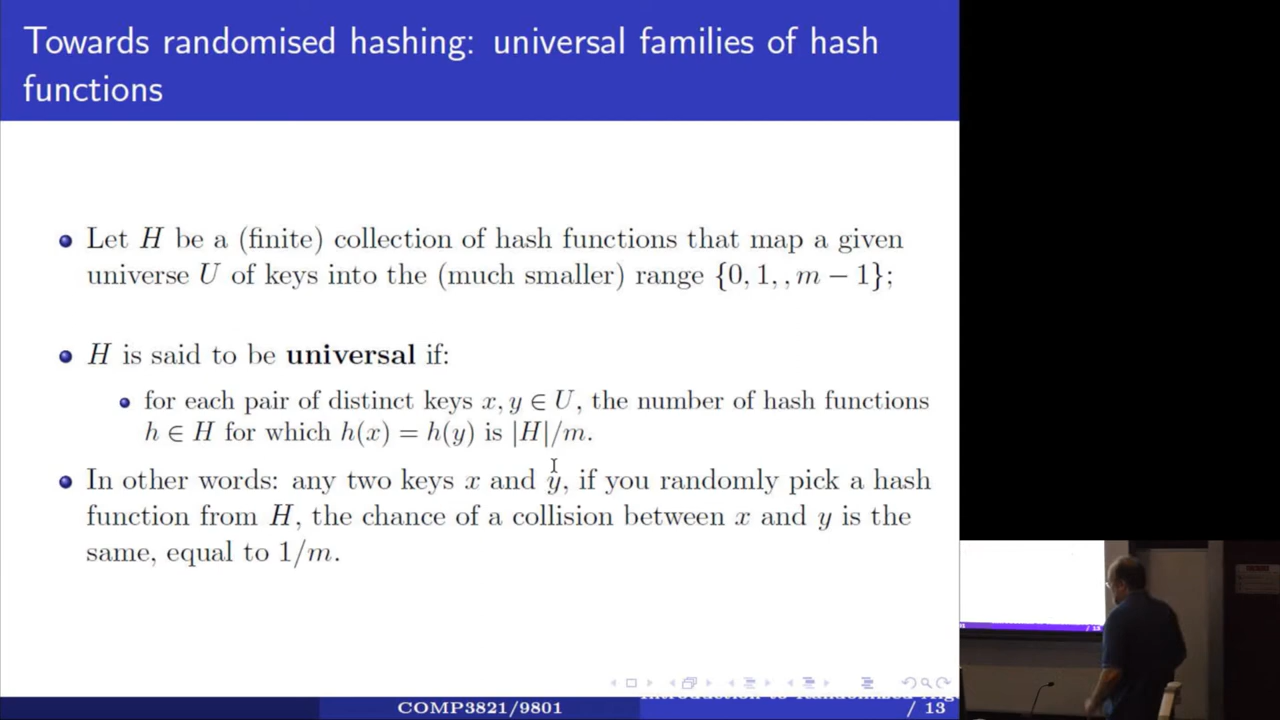 Towards randomised hashing: universal families of hash
functions
Let H be a (finite) collection of hash functions that map a given
universe U of keys into the (much smaller) range {0, 1, , m − 1};
H is said to be universal if:
for each pair of distinct keys x, y ∈ U, the number of hash functions
h ∈ H for which h(x) = h(y) is |H|/m.
In other words: any two keys x and y, if you randomly pick a hash
function from H, the chance of a collision between x and y is the
same, equal to 1/m.
COMP3821/9801
/ 13